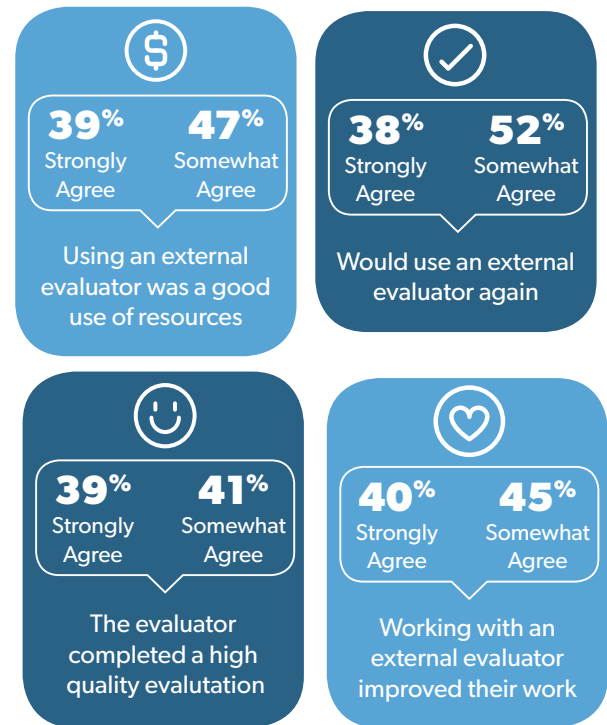 $
39% 47%
Strongly Somewhat
Agree Agree
Using an external
evaluator was a good
use of resources
38% 52%
Strongly Somewhat
Agree Agree
Would use an external
evaluator again
39% 41%
Strongly Somewhat
Agree Agree
The evaluator
completed a high
quality evalutation
40% 45%
Strongly Somewhat
Agree Agree
Working with an
external evaluator
improved their work